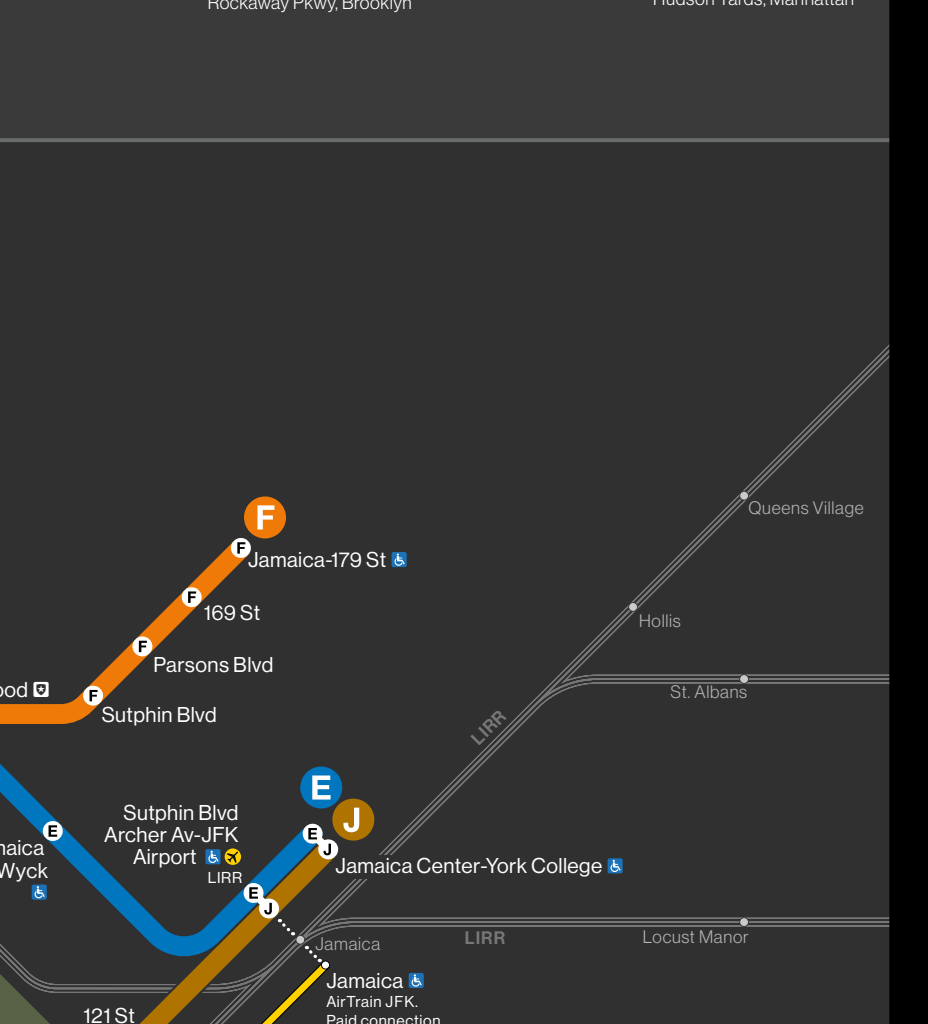 Rockaway Pkwy, Brooklyn
Hudson Yards, Manhattan
Queens Village
F
F
Jamaica-179 St
F
169 St
Hollis
F
Parsons Blvd
F
Sutphin Blvd
St. Albans
LIRR
E
J
Sutphin Blvd
Archer Av-JFK
Airport
LIRR
E
E
J
Jamaica Center-York College
Wyck
E
J
Jamaica
LIRR
Locust Manor
Jamaica
AirTrain JFK.
Paid connection
121 St